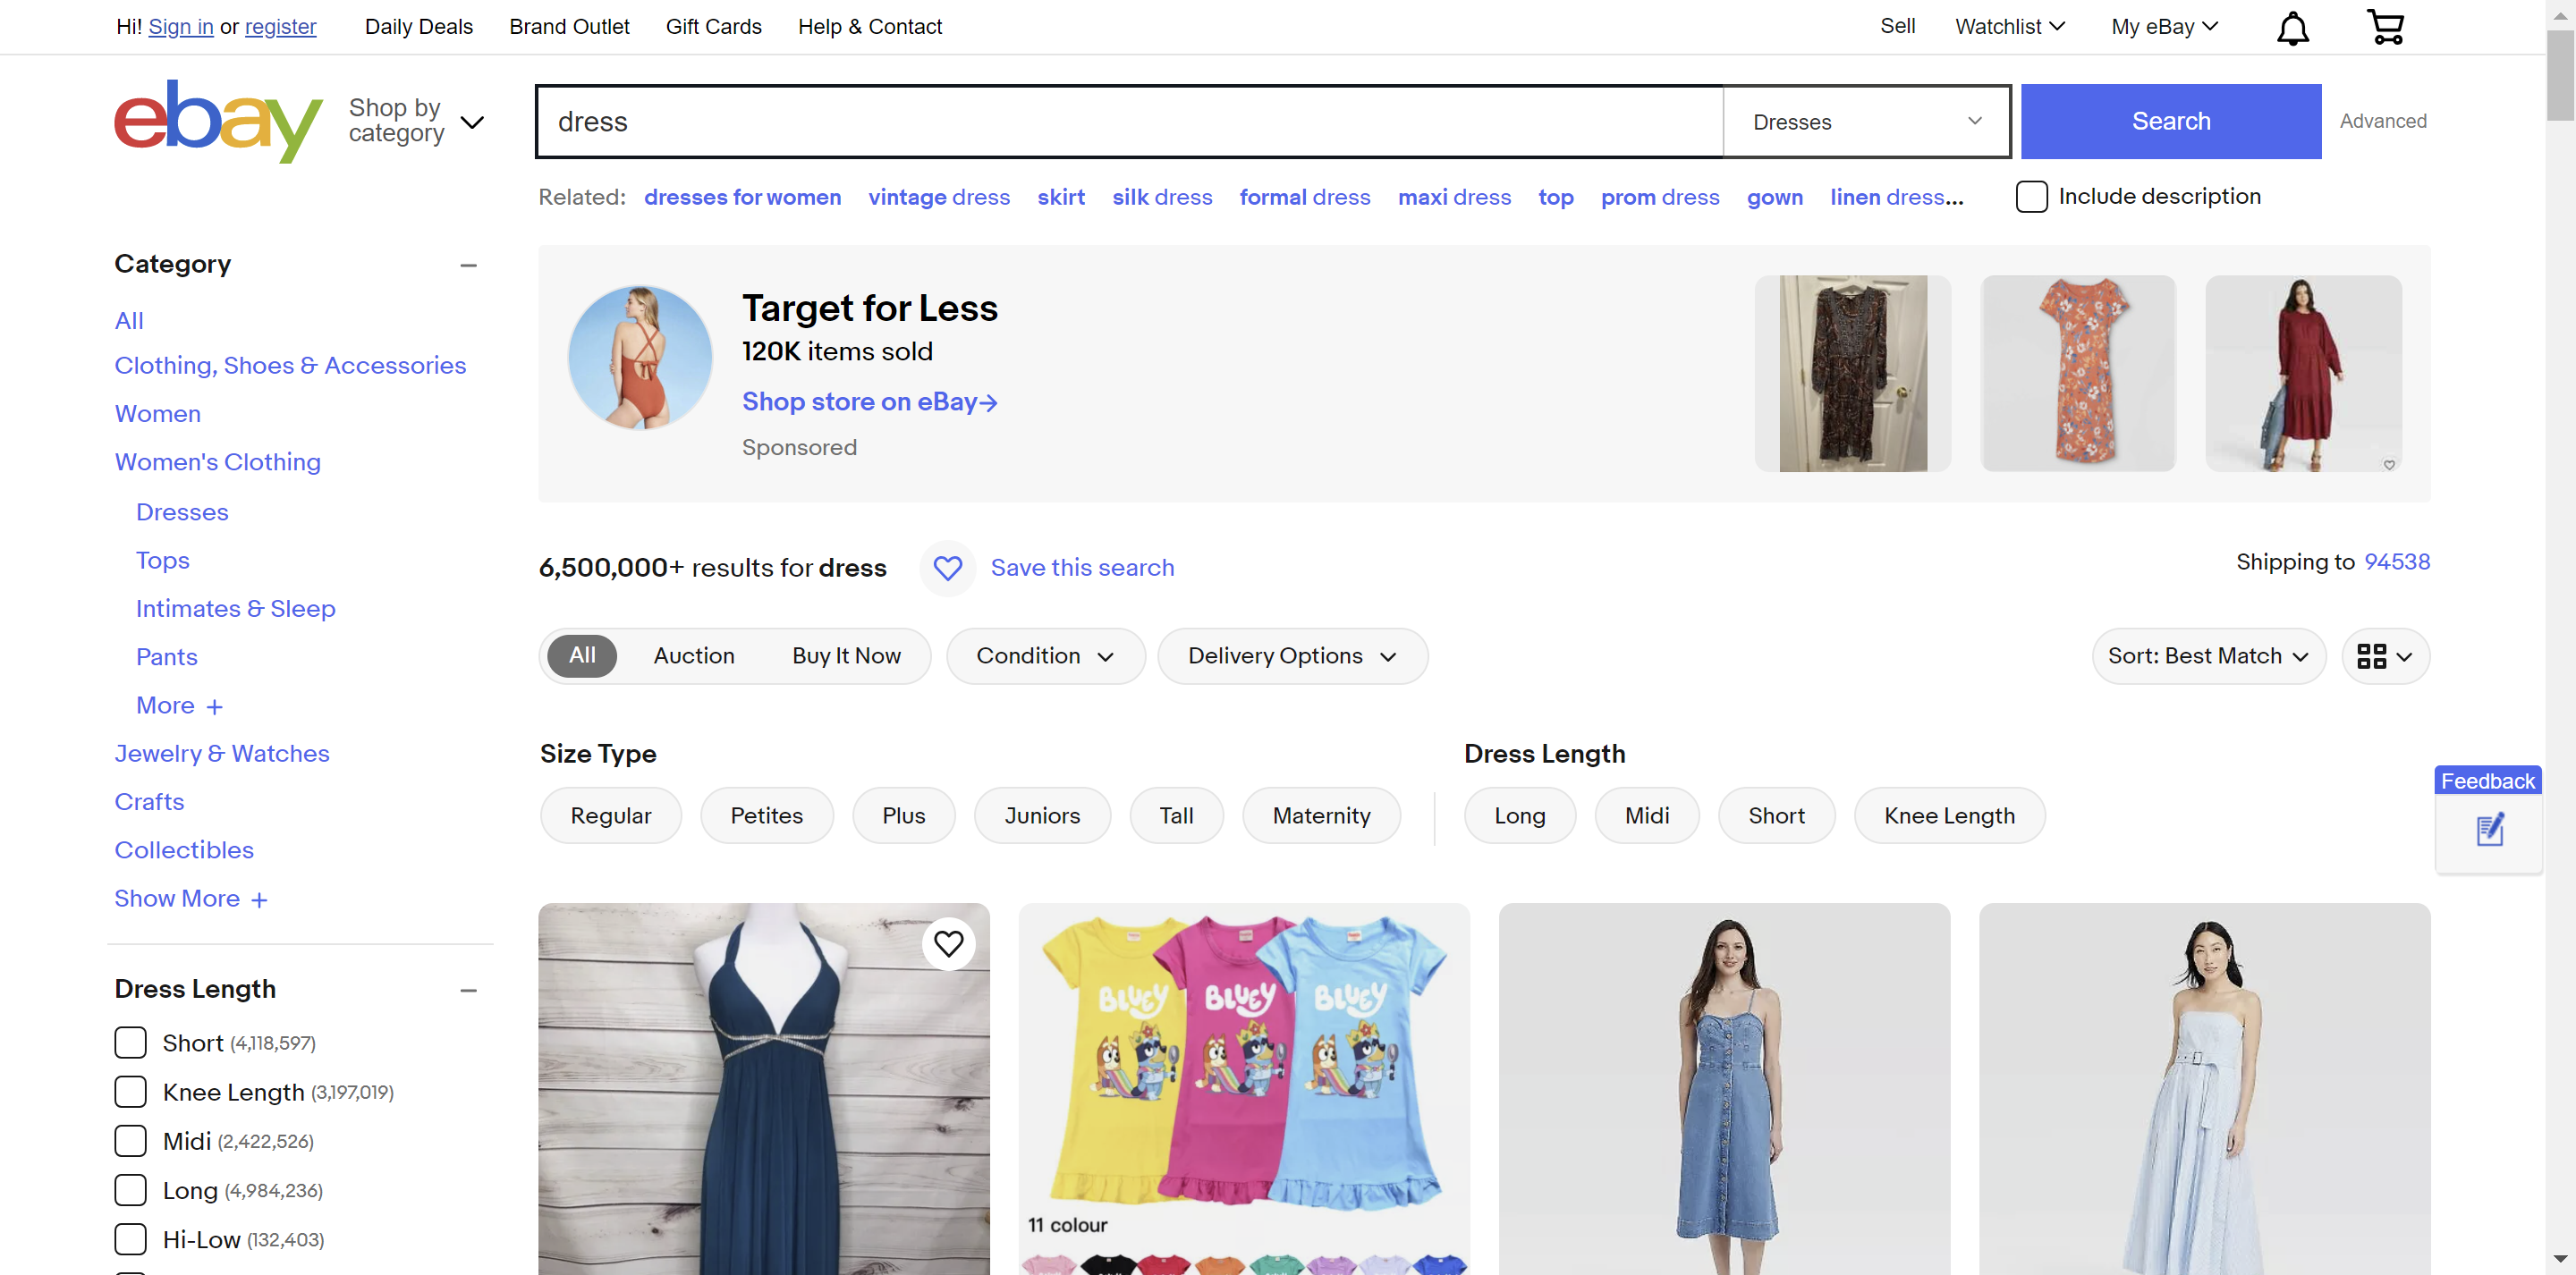 Hi! Sign in or register Daily Deals Brand Outlet Gift Cards Help & Contact Sell Watchlist My eBay
ebay
Shop by
category
dress Dresses Search Advanced
Related: dresses for women vintage dress skirt silk dress formal dress maxi dress top prom dress gown linen dress... Include description
Category
All
Clothing, Shoes & Accessories
Women
Women's Clothing
Dresses
Tops
Intimates & Sleep
Pants
More +
Jewelry & Watches
Crafts
Collectibles
Show More +
Dress Length
Short (4,118,597)
Knee Length (3,197,019)
Midi (2,422,526)
Long (4,984,236)
Hi-Low (132,403)
Target for Less
120K items sold
Shop store on eBay→
Sponsored
6,500,000+ results for dress Save this search Shipping to 94538
All Auction Buy It Now Condition Delivery Options Sort: Best Match
Size Type
Regular Petites Plus Juniors Tall Maternity
Dress Length
Long Midi Short Knee Length
Feedback
BLUEY BLUEY BLUEY
11 colour